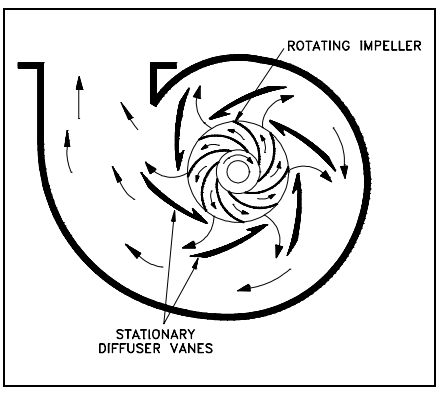 ROTATING IMPELLER
STATIONARY
DIFFUSER VANES